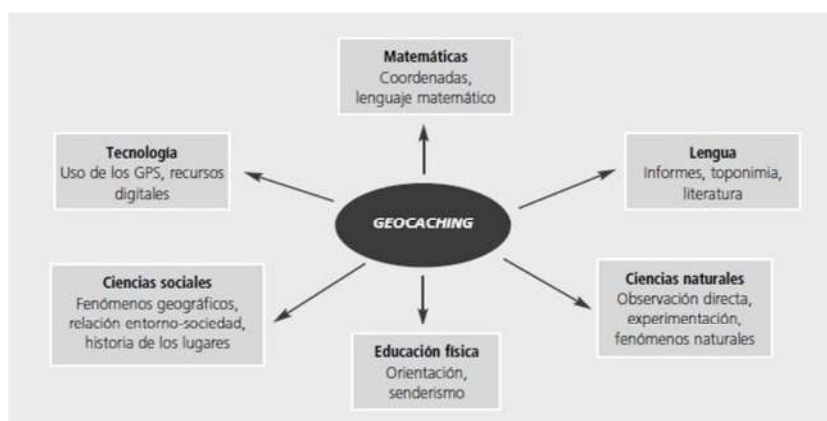 Matemáticas
Coordenadas,
lenguaje matemático
Tecnología
Uso de los GPS, recursos
digitales
Lengua
Informes, toponimia,
literatura
GEOCACHING
Ciencias sociales
Fenómenos geográficos,
relación entorno-sociedad,
historia de los lugares
Ciencias naturales
Observación directa,
experimentación,
fenómenos naturales
Educación física
Orientación,
senderismo